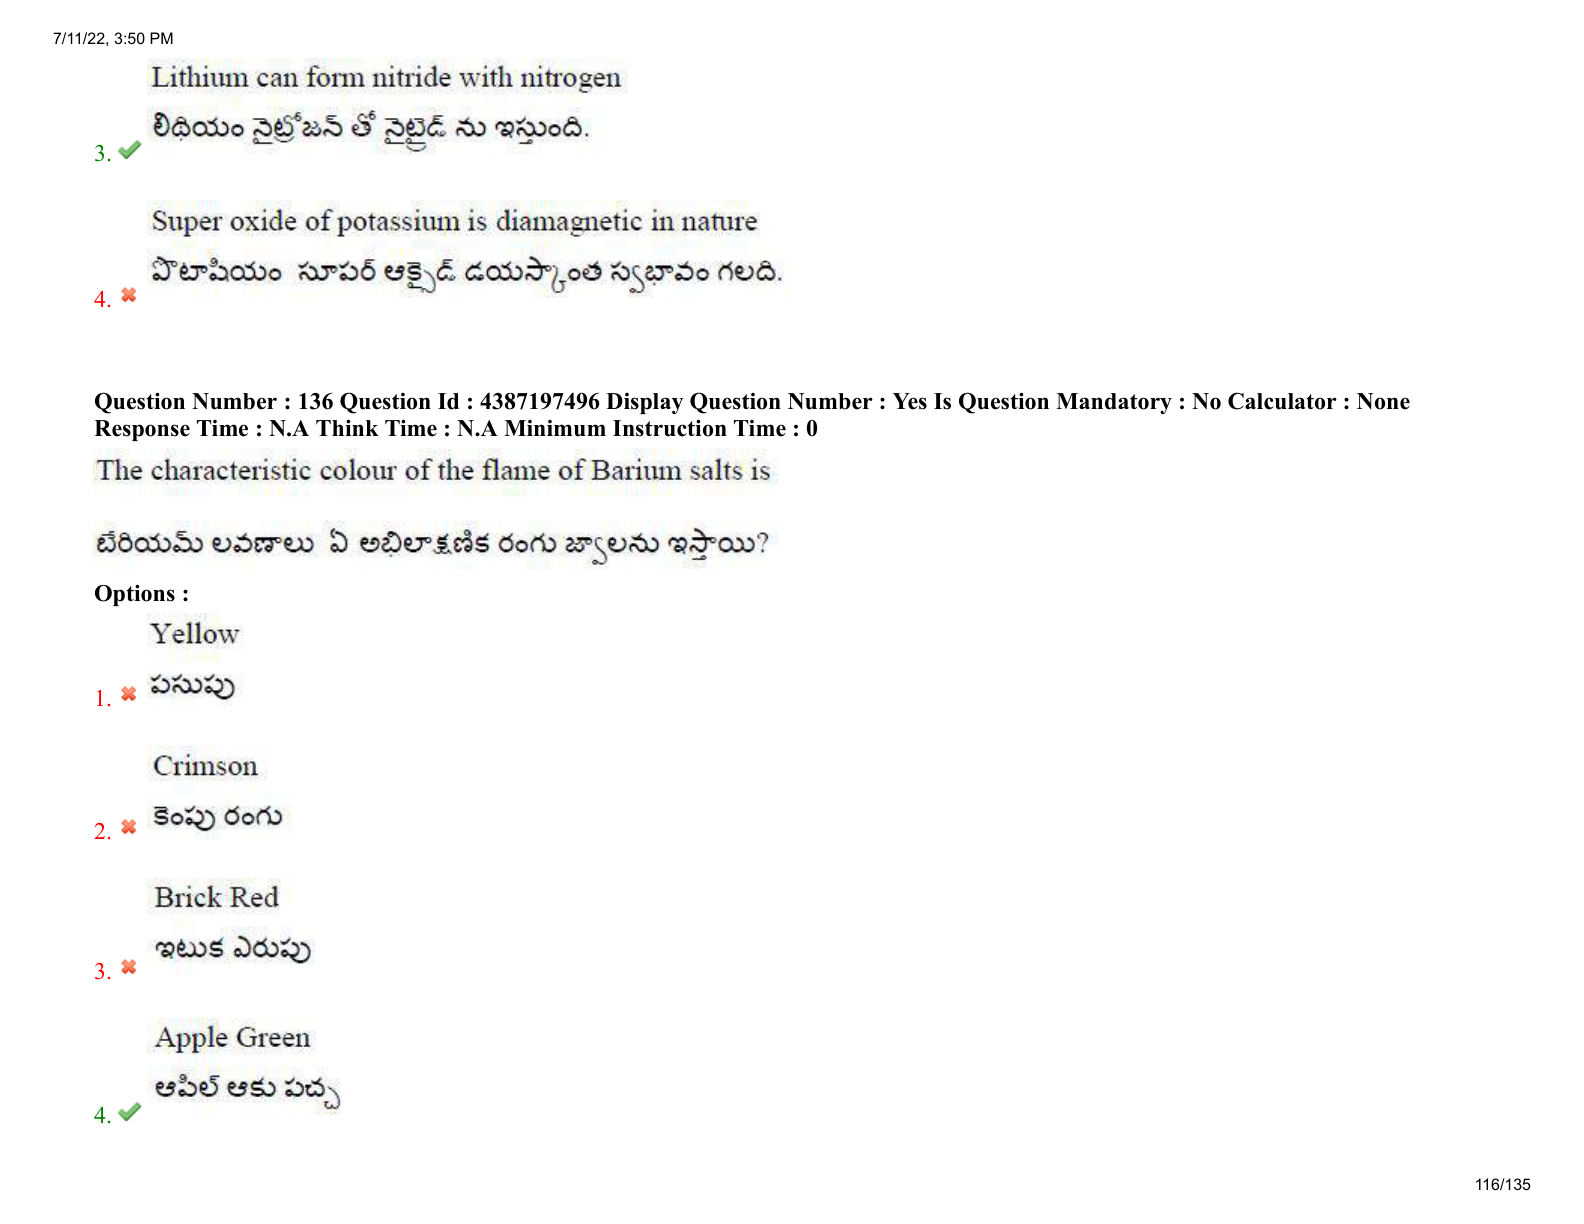 7/11/22, 3:50 PM
Lithium can form nitride with nitrogen
లిథియం నైట్రోజన్ తో నైట్రైడ్ ను ఇస్తుంది.
3.
Super oxide of potassium is diamagnetic in nature
పొటాషియం సూపర్ ఆక్సైడ్ డయస్కాంత స్వభావం గలది.
4.
Question Number : 136 Question Id : 4387197496 Display Question Number : Yes Is Question Mandatory : No Calculator : None
Response Time : N.A Think Time : N.A Minimum Instruction Time : 0
The characteristic colour of the flame of Barium salts is
బేరియమ్ లవణాలు ఏ అభిలాక్షణిక రంగు జ్వాలను ఇస్తాయి?
Options :
Yellow
పసుపు
1.
Crimson
కెంపు రంగు
2.
Brick Red
ఇటుక ఎరుపు
3.
Apple Green
ఆపిల్ ఆకు పచ్చ
4.
116/135